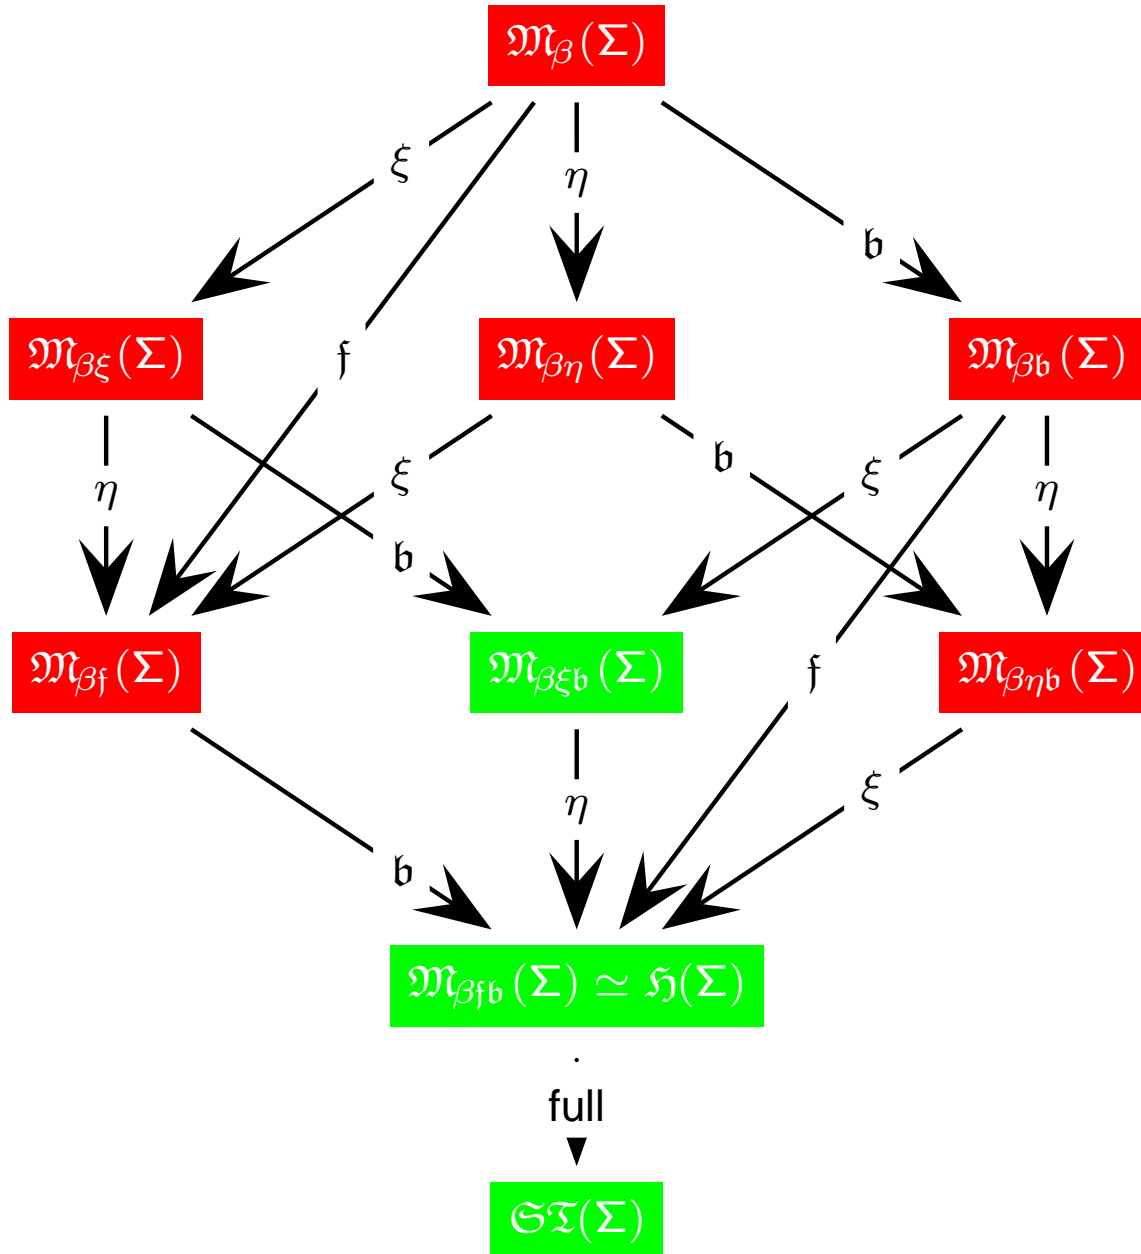 𝔐β(Σ)
ξ
η
𝔟
𝔐βξ(Σ)
𝔣
𝔐βη(Σ)
𝔐β𝔟(Σ)
η
ξ
𝔟
ξ
η
𝔟
𝔐β𝔣(Σ)
𝔐βξ𝔟(Σ)
𝔣
𝔐βη𝔟(Σ)
η
ξ
𝔟
𝔐β𝔣𝔟(Σ) ≃ ℌ(Σ)
full
𝔖𝔗(Σ)